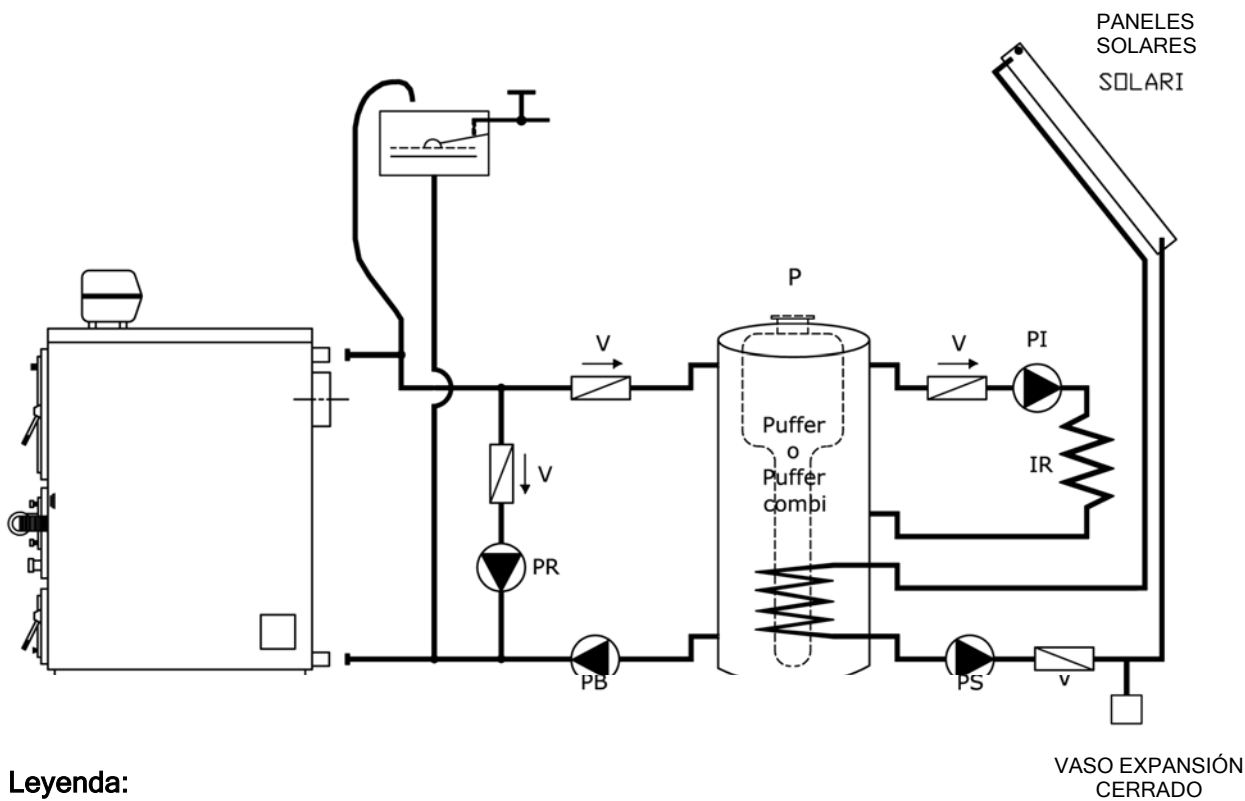 PANELES
SOLARES
SOLARI
P
V
V
PI
Puffer
o
Puffer
combi
IR
V
PR
PB
PS
V
VASO EXPANSIÓN
CERRADO
Leyenda: